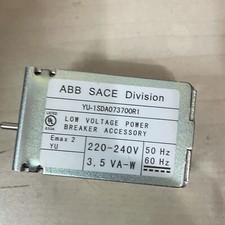 ABB SACE Division
YU-1SDA073700R1
LOW VOLTAGE POWER
BREAKER ACCESSORY
Emax 2
YU
220-240V
50 Hz
60 Hz
3,5 VA-W